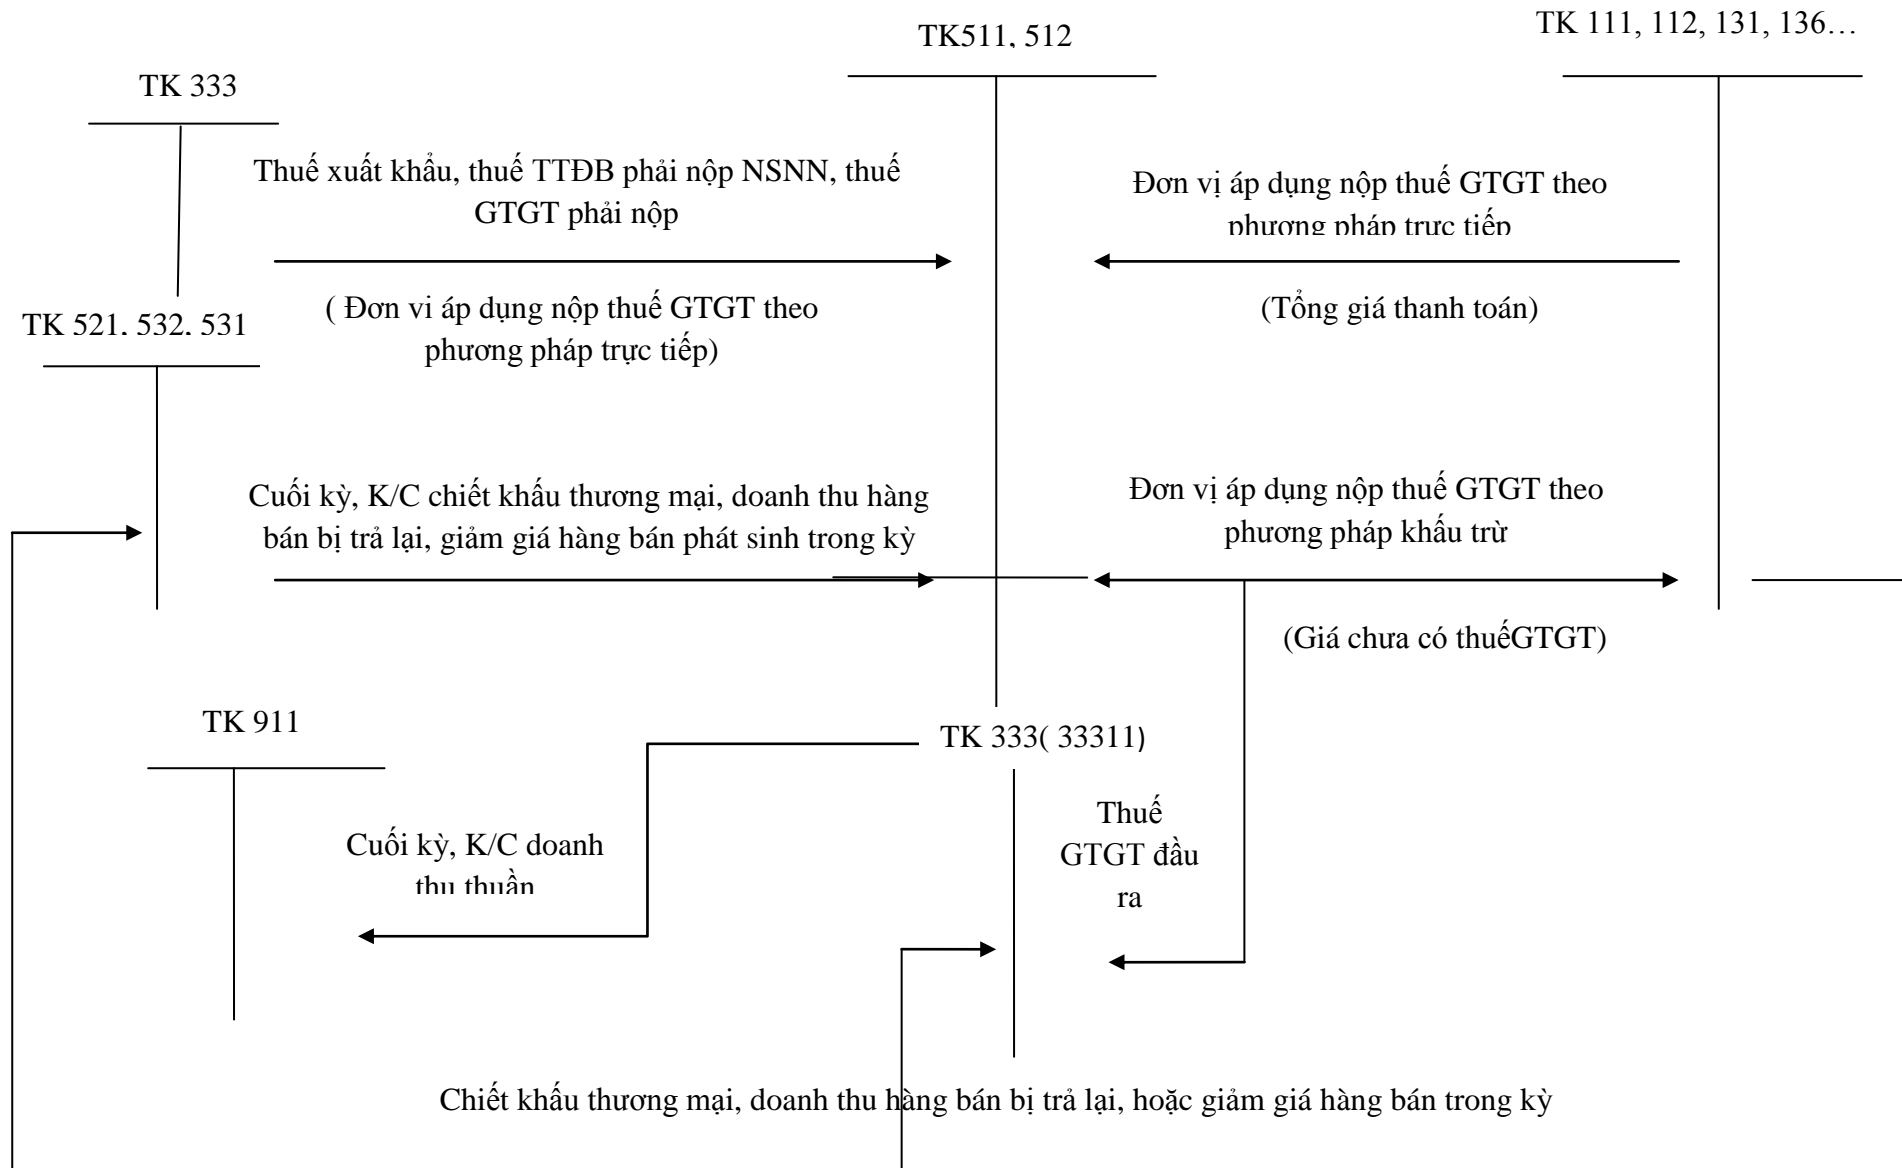 TK 111, 112, 131, 136…
TK511, 512
TK 333
Thuế xuất khẩu, thuế TTĐB phải nộp NSNN, thuế
GTGT phải nộp
Đơn vị áp dụng nộp thuế GTGT theo
phương pháp trực tiếp
( Đơn vi áp dụng nộp thuế GTGT theo
phương pháp trực tiếp)
(Tổng giá thanh toán)
TK 521, 532, 531
Cuối kỳ, K/C chiết khấu thương mại, doanh thu hàng
bán bị trả lại, giảm giá hàng bán phát sinh trong kỳ
Đơn vị áp dụng nộp thuế GTGT theo
phương pháp khấu trừ
(Giá chưa có thuếGTGT)
TK 911
TK 333( 33311)
Cuối kỳ, K/C doanh
thu thuần
Thuế
GTGT đầu
ra
Chiết khấu thương mại, doanh thu hàng bán bị trả lại, hoặc giảm giá hàng bán trong kỳ